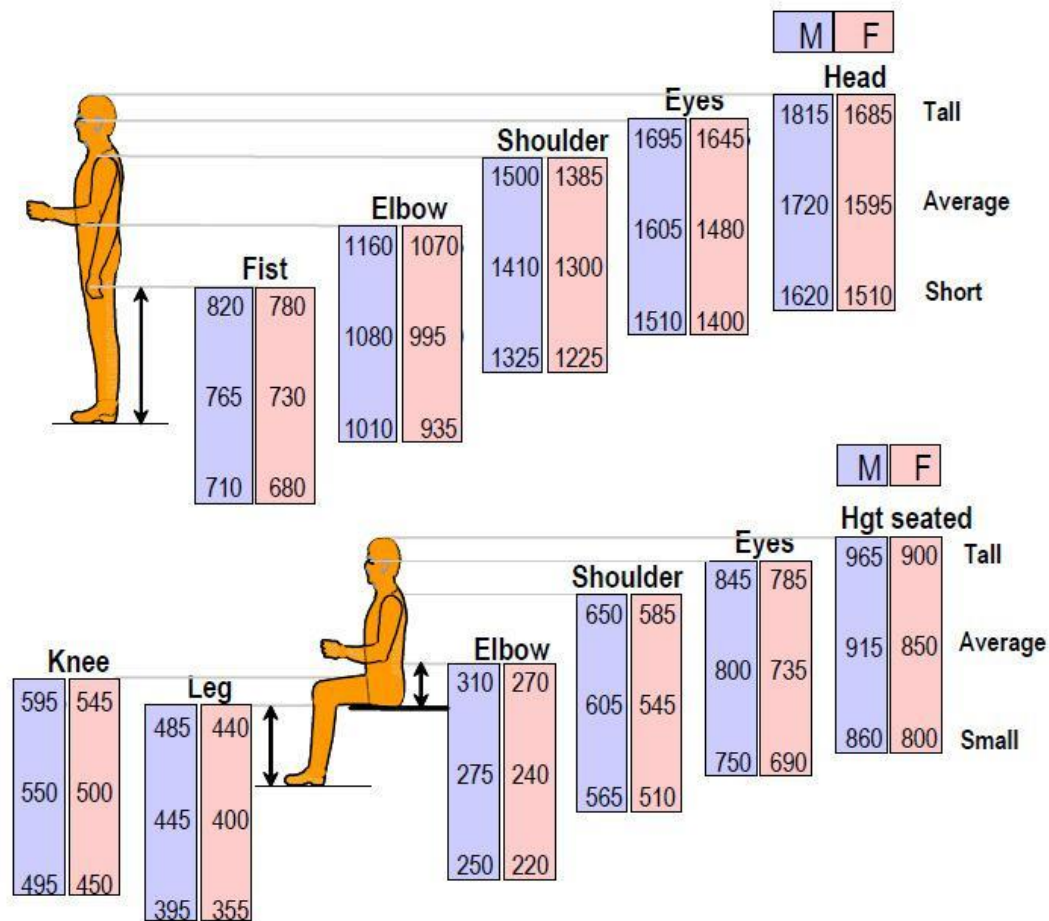 M F
Head
Eyes
Shoulder
Elbow
Fist
1815 1685 Tall
1695 1645
1500 1385
1160 1070
820 780
1720 1595 Average
1605 1480
1410 1300
1080 995
765 730
1620 1510 Short
1510 1400
1325 1225
1010 935
710 680
M F
Hgt seated
Eyes
Shoulder
Elbow
Knee
Leg
965 900 Tall
845 785
650 585
310 270
595 545
485 440
915 850 Average
800 735
605 545
275 240
550 500
445 400
860 800 Small
750 690
565 510
250 220
495 450
395 355